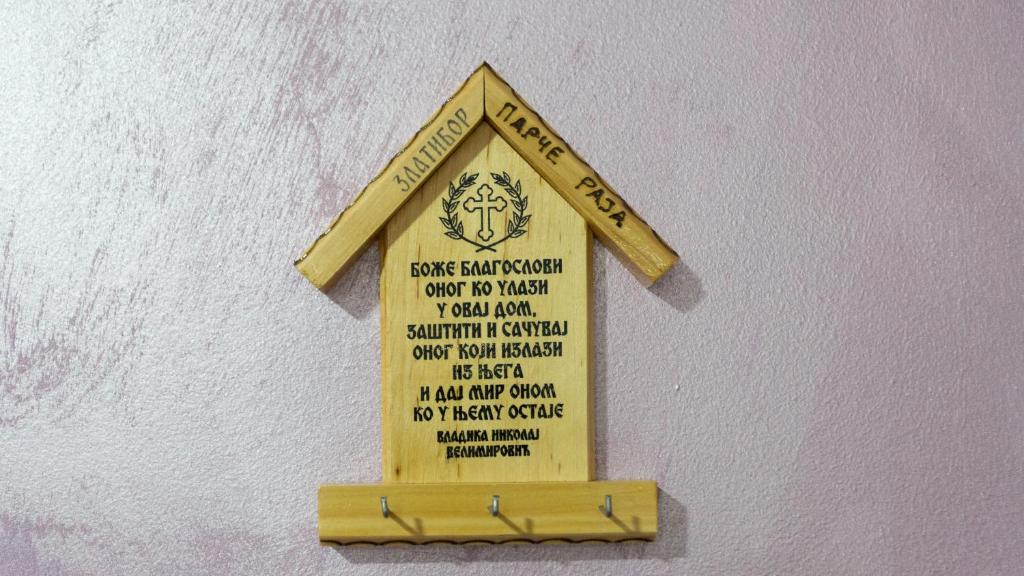 ЗЛАТИБОР
ПАРЧЕ РАЈА
БОЖЕ БЛАГОСЛОВИ
ОНОГ КО УЛАЗИ
У ОВАЈ ДОМ,
ЗАШТИТИ И САЧУВАЈ
ОНОГ КОЈИ ИЗЛАЗИ
ИЗ ЊЕГА
И ДАЈ МИР ОНОМ
КО У ЊЕМУ ОСТАЈЕ
ВЛАДИКА НИКОЛАЈ
ВЕЛИМИРОВИЋ